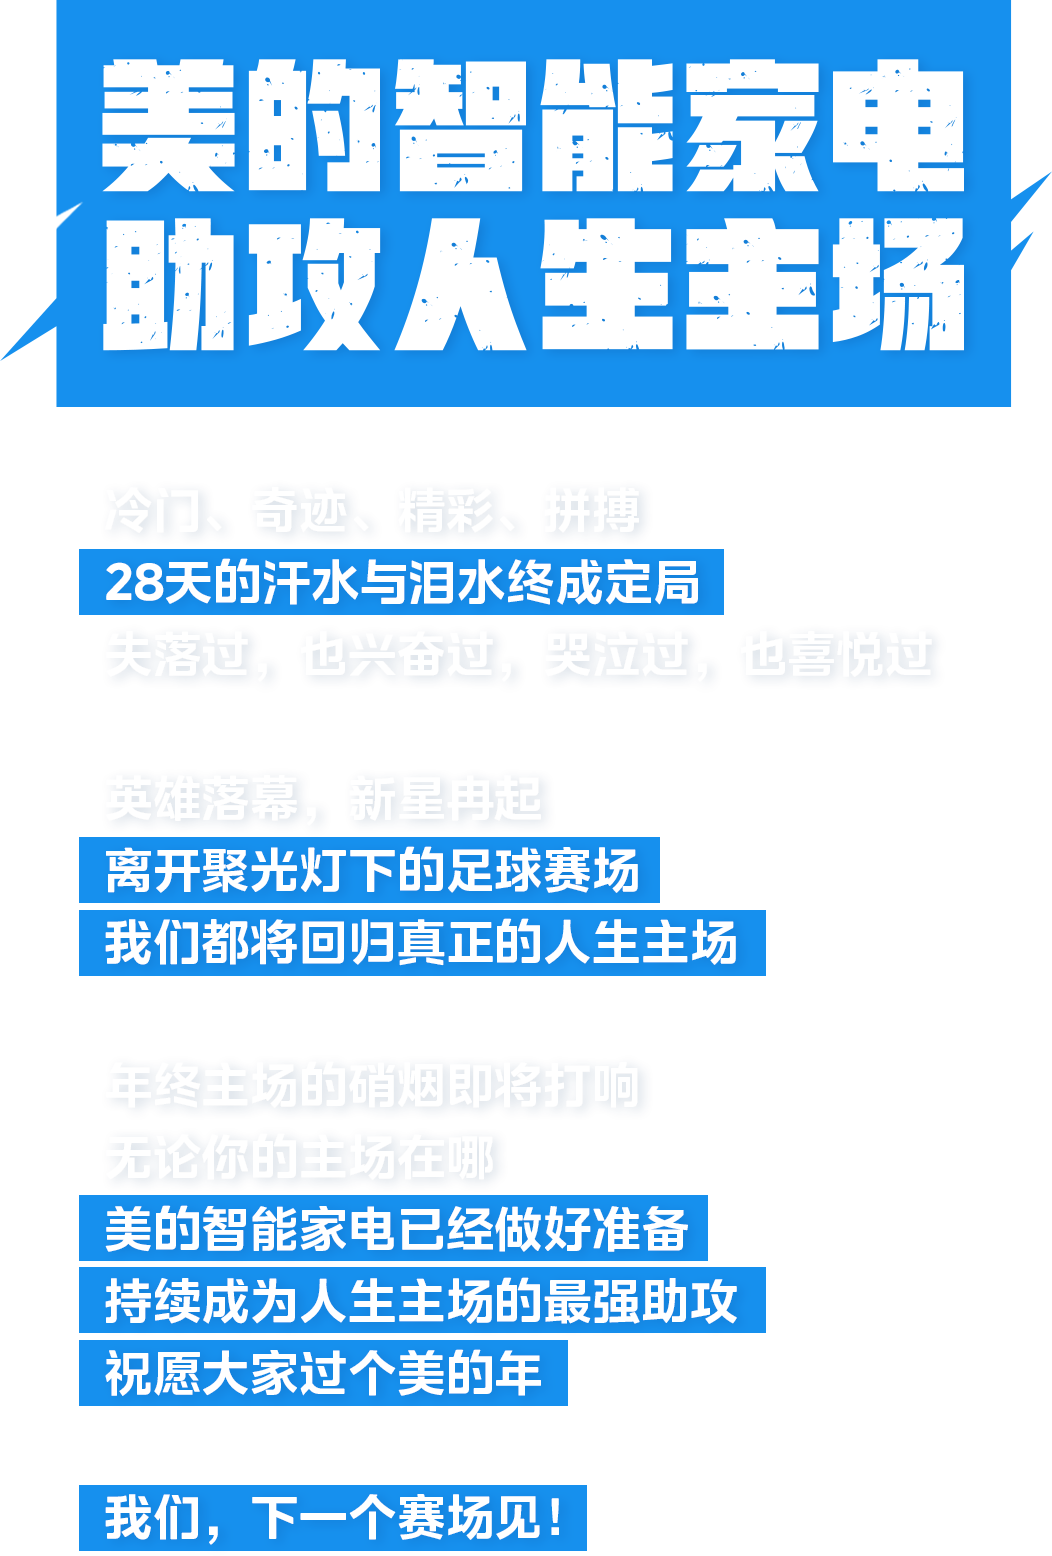 美的智能家电
助攻人生主场
冷门、奇迹、精彩、拼搏
28天的汗水与泪水终成定局
失落过，也兴奋过，哭泣过，也喜悦过
英雄落幕，新星冉起
离开聚光灯下的足球赛场
我们都将回归真正的人生主场
年终主场的硝烟即将打响
无论你的主场在哪
美的智能家电已经做好准备
持续成为人生主场的最强助攻
祝愿大家过个美的年
我们，下一个赛场见！